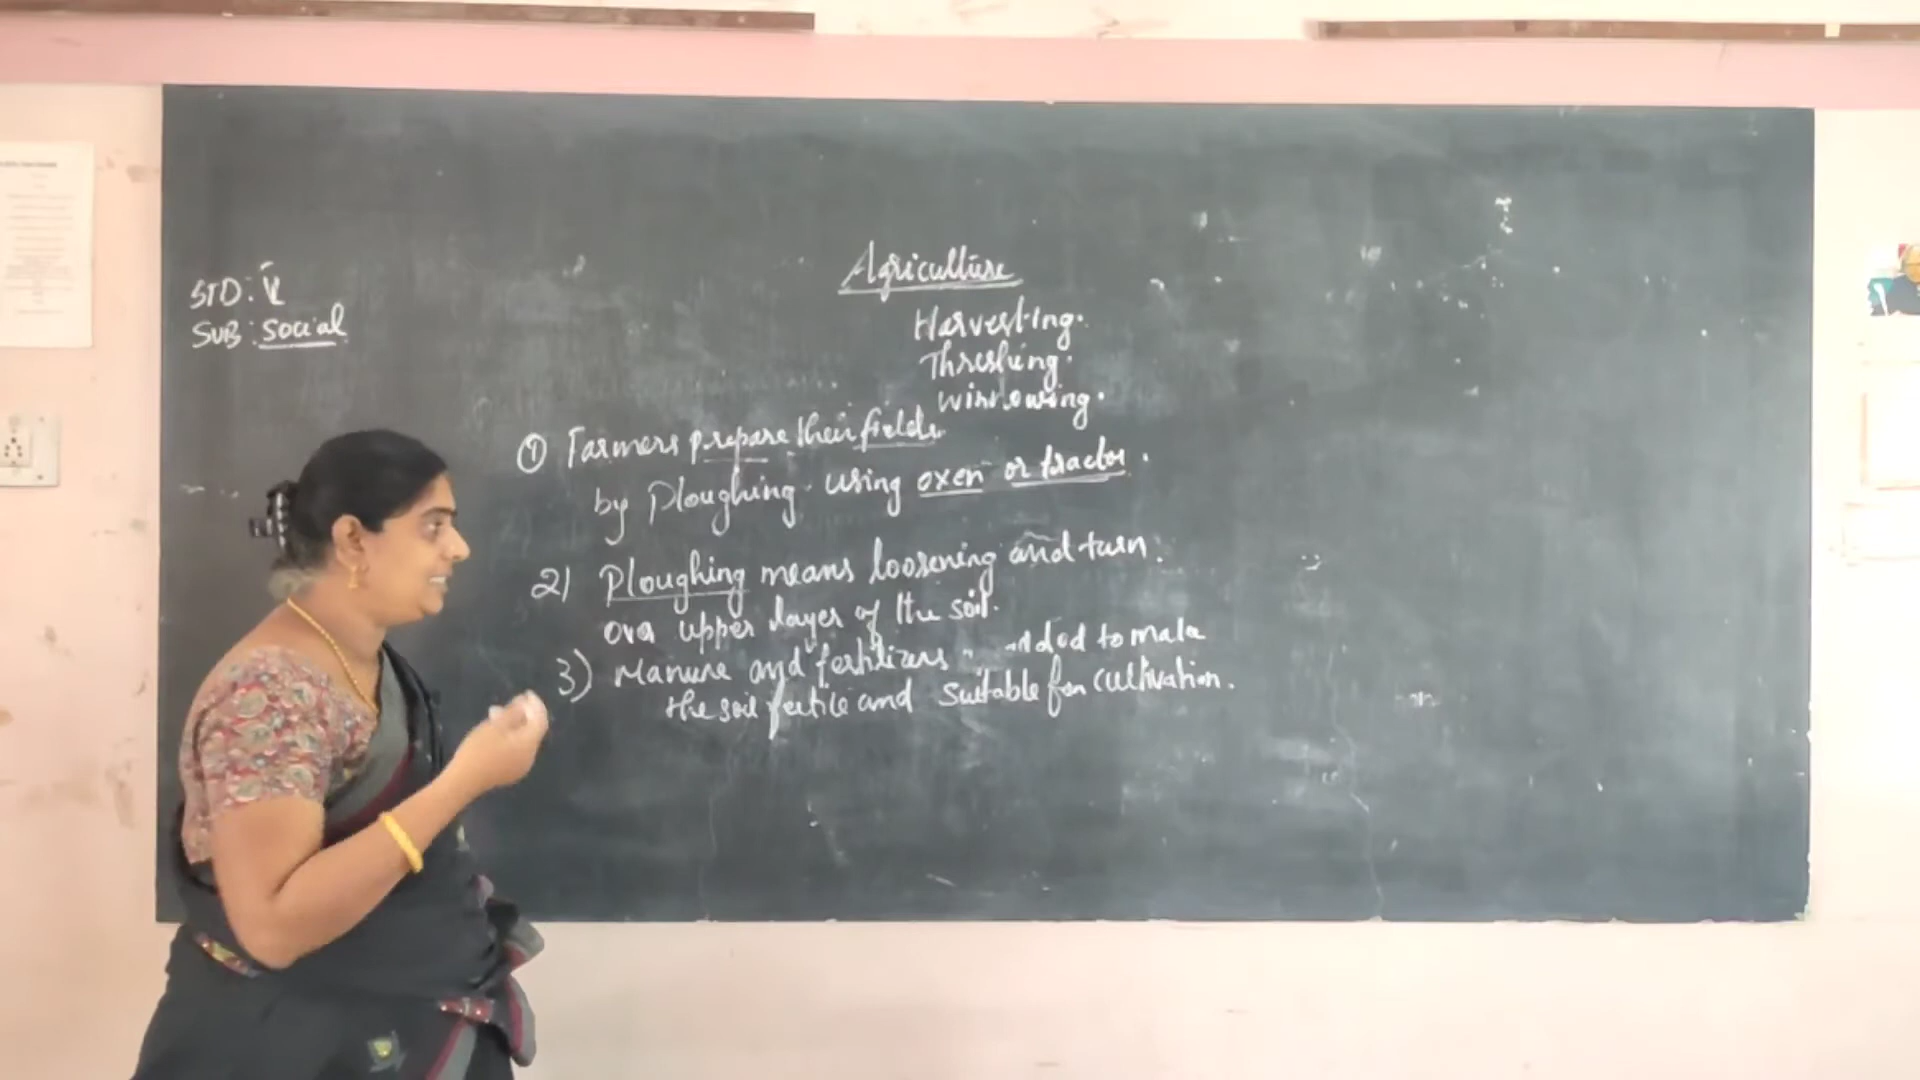 STD: V
SUB: Social
Agriculture
Harvesting.
Threshing.
Winnowing.
① Farmers prepare their fields
by Ploughing using oxen or tractor.
2) Ploughing means loosening and turn.
over upper layer of the soil.
3) Manure and fertilizers added to make
the soil fertile and suitable for cultivation.